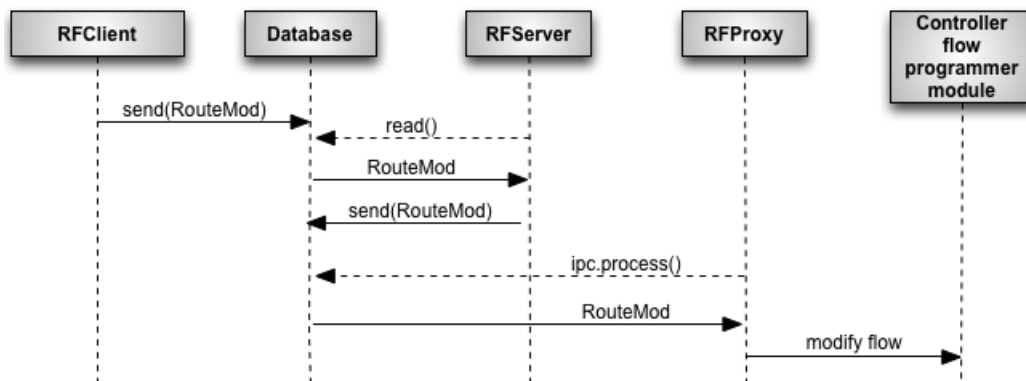 RFClient
Database
RFServer
RFProxy
Controller
flow
programmer
module
send(RouteMod)
read()
RouteMod
send(RouteMod)
ipc.process()
RouteMod
modify flow